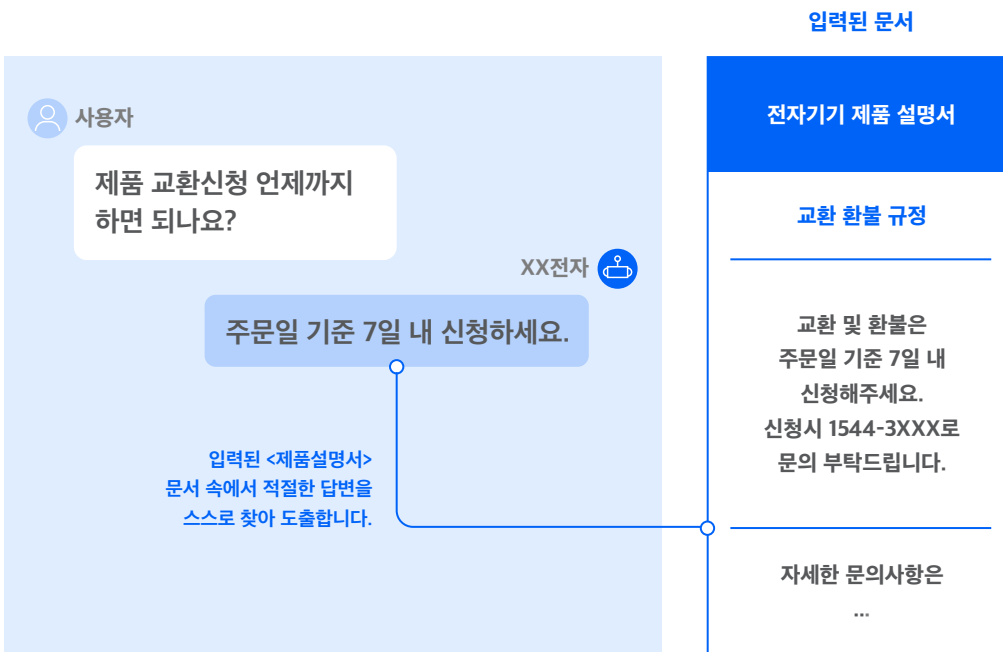 입력된 문서
사용자
제품 교환신청 언제까지
하면 되나요?
XX전자
주문일 기준 7일 내 신청하세요.
입력된 <제품설명서>
문서 속에서 적절한 답변을
스스로 찾아 도출합니다.
전자기기 제품 설명서
교환 환불 규정
교환 및 환불은
주문일 기준 7일 내
신청해주세요.
신청시 1544-3XXX로
문의 부탁드립니다.
자세한 문의사항은
...